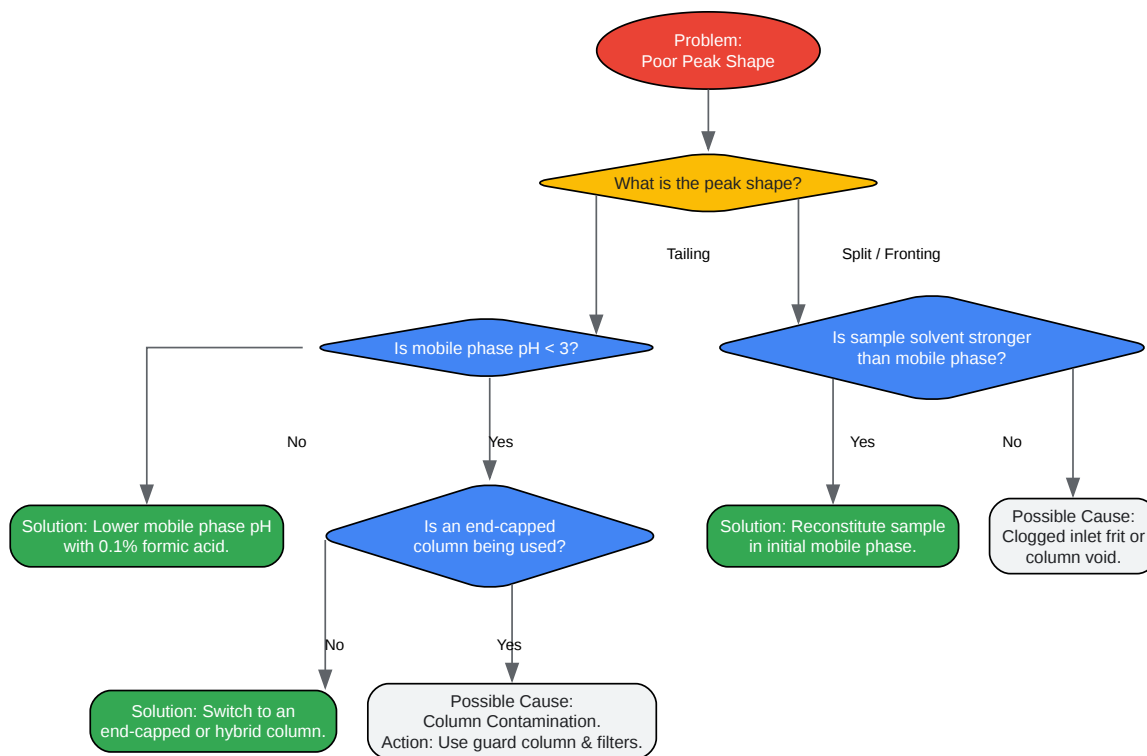 Problem:
Poor Peak Shape
What is the peak shape?
Tailing
Split / Fronting
Is mobile phase pH < 3?
Is sample solvent stronger
than mobile phase?
No
Yes
Yes
No
Solution: Lower mobile phase pH
with 0.1% formic acid.
Is an end-capped
column being used?
Solution: Reconstitute sample
in initial mobile phase.
Possible Cause:
Clogged inlet frit or
column void.
No
Yes
Solution: Switch to an
end-capped or hybrid column.
Possible Cause:
Column Contamination.
Action: Use guard column & filters.